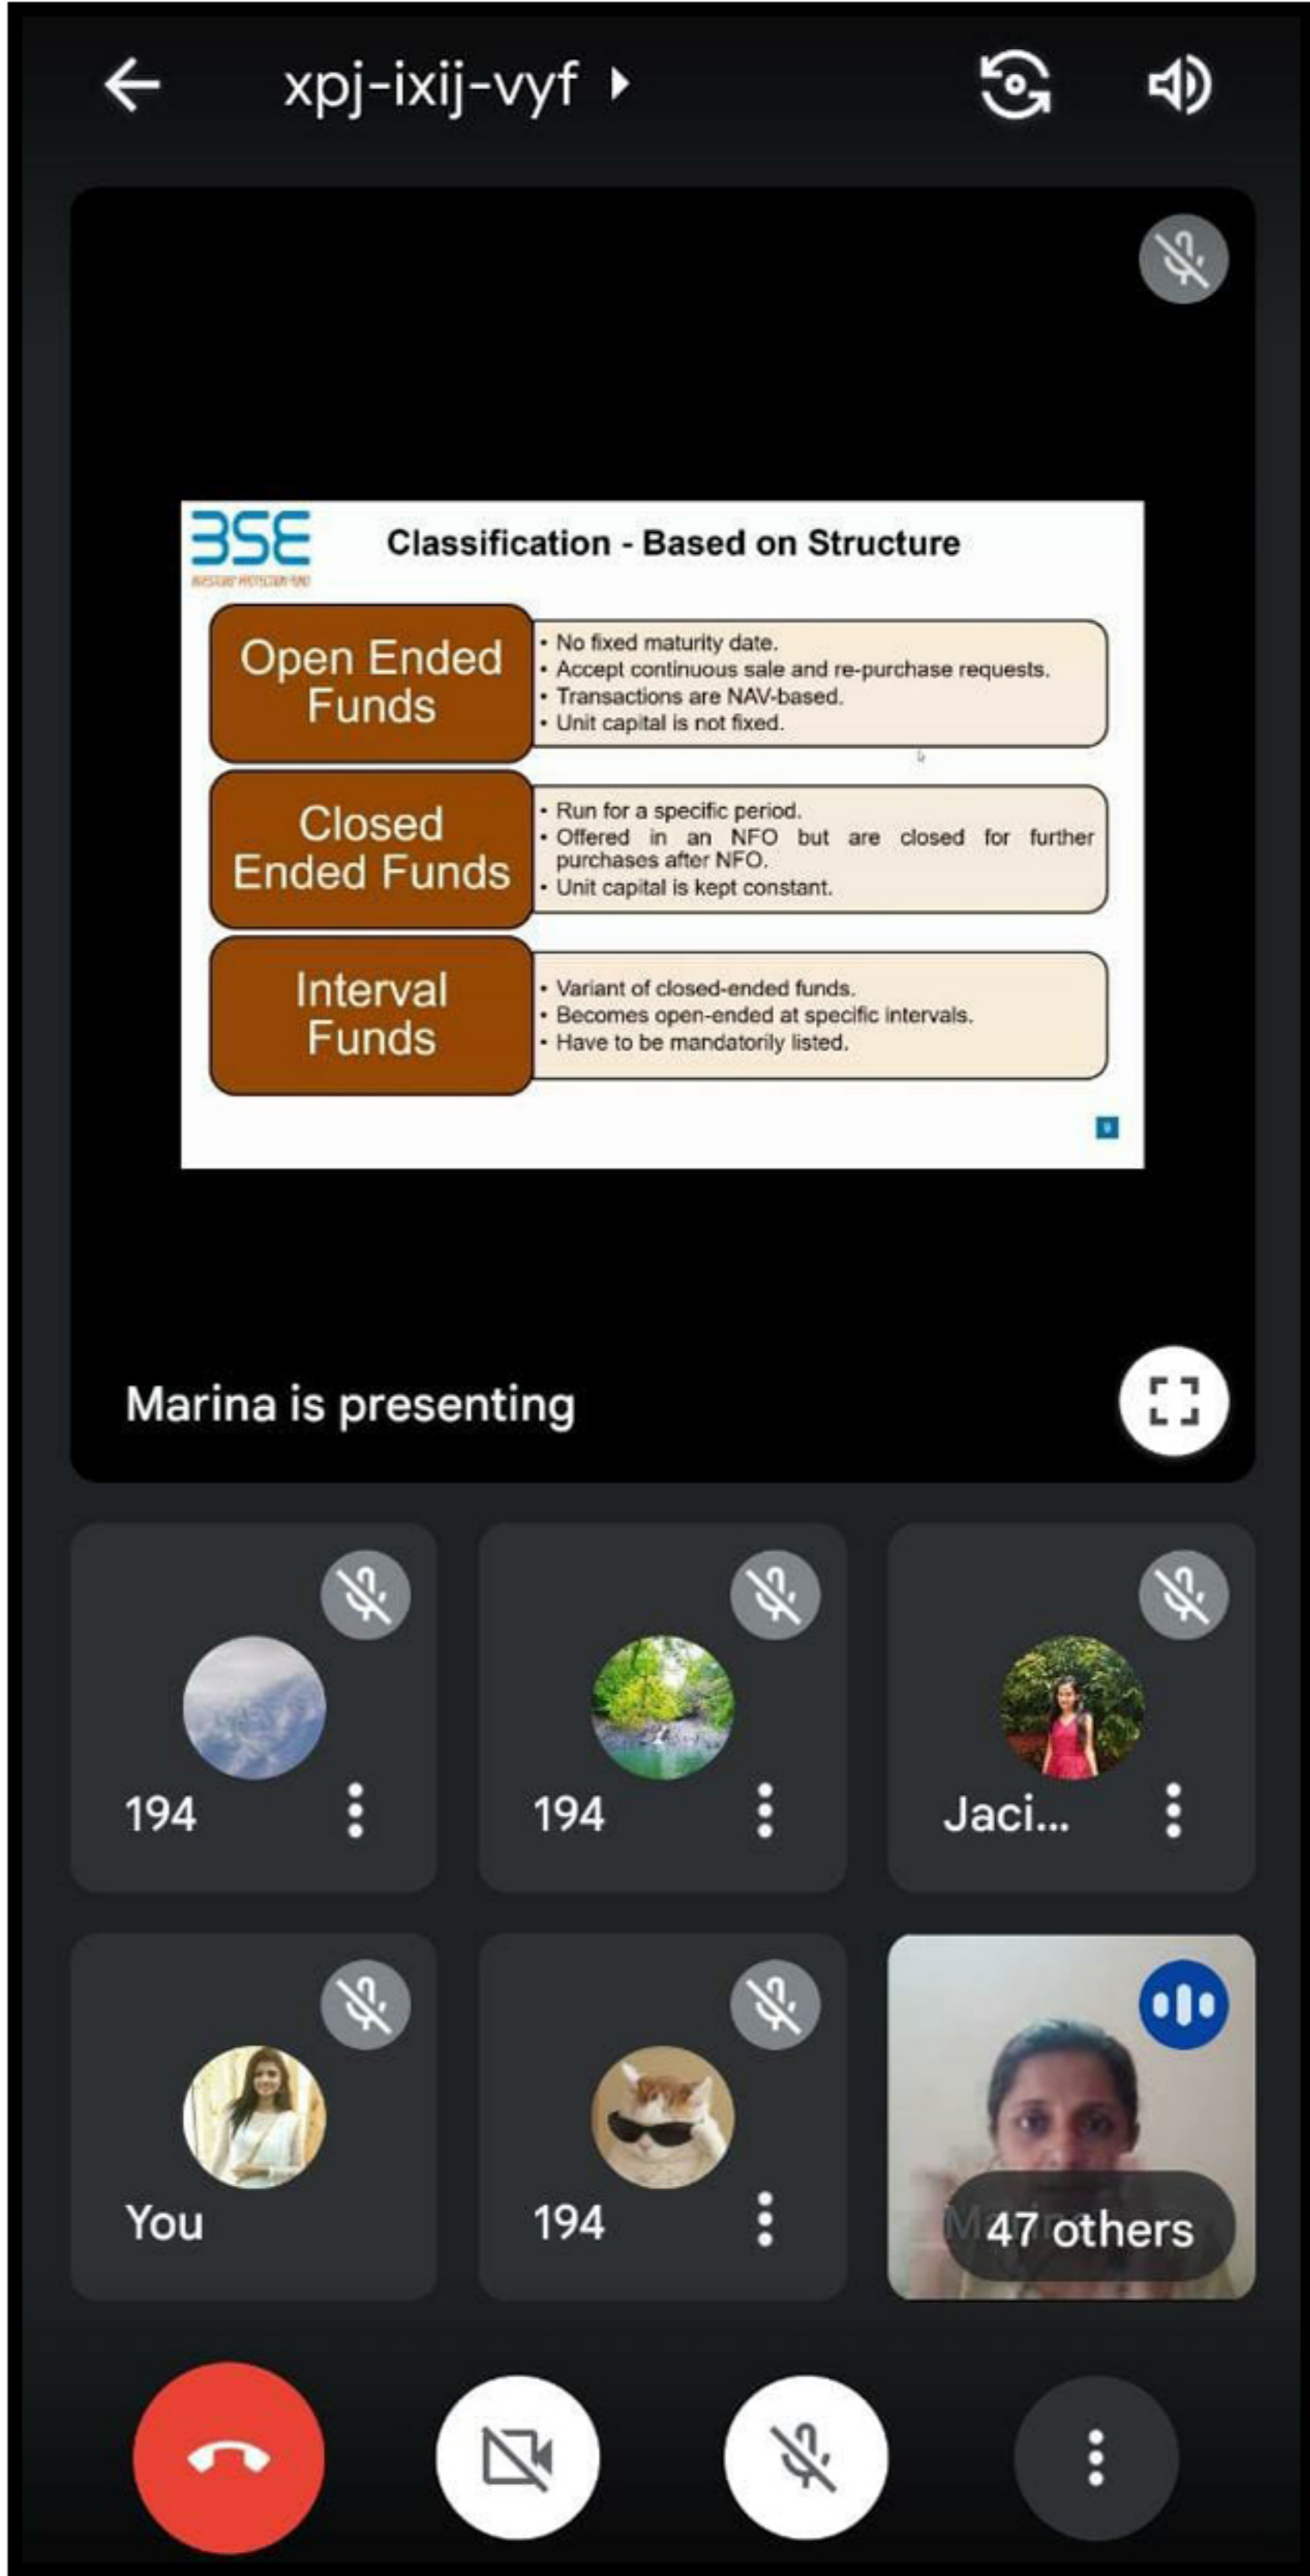 xpj-ixij-vyf
BSE
INVESTORS' PROTECTION FUND
Classification - Based on Structure
Open Ended
Funds
• No fixed maturity date.
• Accept continuous sale and re-purchase requests.
• Transactions are NAV-based.
• Unit capital is not fixed.
Closed
Ended Funds
• Run for a specific period.
• Offered in an NFO but are closed for further
purchases after NFO.
• Unit capital is kept constant.
Interval
Funds
• Variant of closed-ended funds.
• Becomes open-ended at specific intervals.
• Have to be mandatorily listed.
9
Marina is presenting
194
194
Jaci...
You
194
47 others